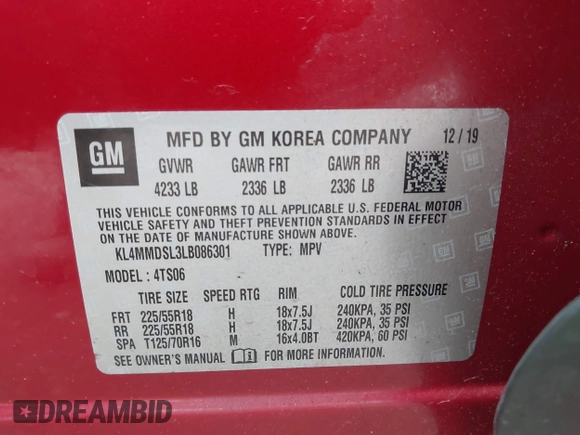 GM
MFD BY GM KOREA COMPANY 12/19
GVWR GAWR FRT GAWR RR
4233 LB 2336 LB 2336 LB
THIS VEHICLE CONFORMS TO ALL APPLICABLE U.S. FEDERAL MOTOR
VEHICLE SAFETY AND THEFT PREVENTION STANDARDS IN EFFECT
ON THE DATE OF MANUFACTURE SHOWN ABOVE.
KL4MMDSL3LB086301 TYPE: MPV
MODEL: 4TS06
TIRE SIZE SPEED RTG RIM COLD TIRE PRESSURE
FRT 225/55R18 H 18x7.5J 240KPA, 35 PSI
RR 225/55R18 H 18x7.5J 240KPA, 35 PSI
SPA T125/70R16 M 16x4.0BT 420KPA, 60 PSI
SEE OWNER'S MANUAL FOR MORE INFORMATION.
DREAMBID